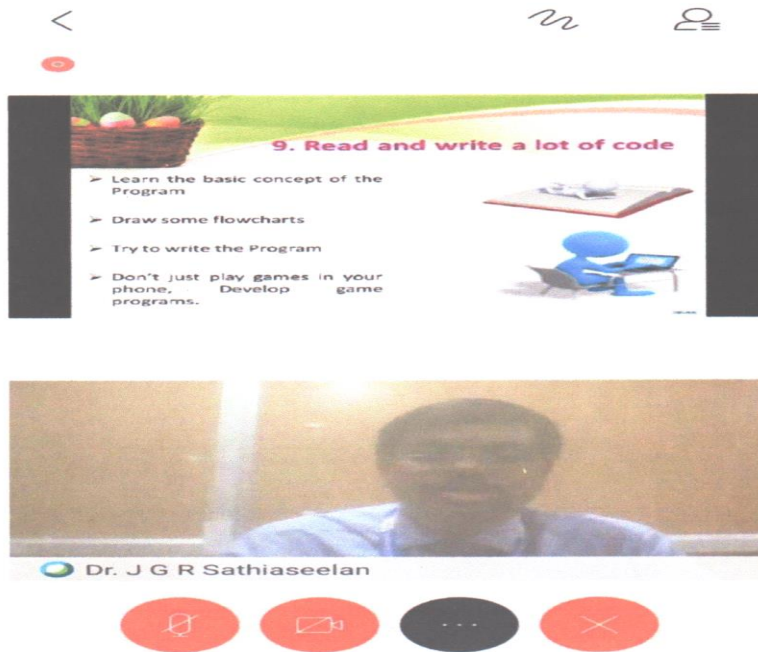 9. Read and write a lot of code
➤ Learn the basic concept of the
Program
➤ Draw some flowcharts
➤ Try to write the Program
➤ Don't just play games in your
phone, Develop game
programs.
Dr. J G R Sathiaseelan